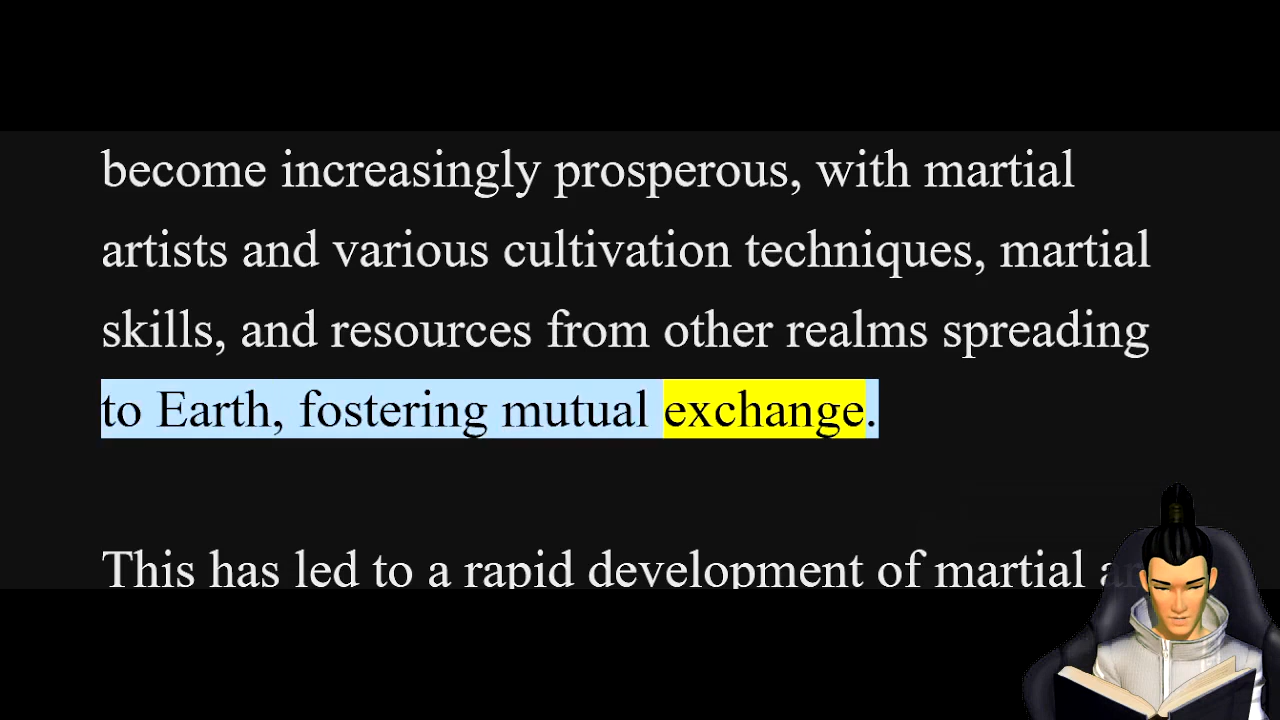 become increasingly prosperous, with martial
artists and various cultivation techniques, martial
skills, and resources from other realms spreading
to Earth, fostering mutual exchange.
This has led to a rapid development of martial